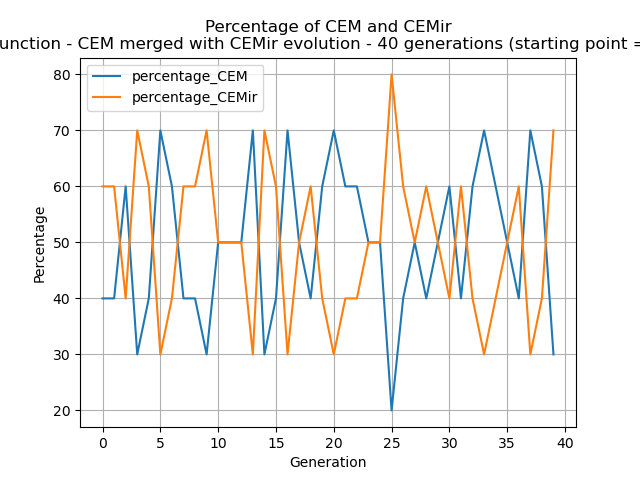 Percentage of CEM and CEMir
unction - CEM merged with CEMir evolution - 40 generations (starting point =
percentage_CEM
percentage_CEMir
80
70
60
50
40
30
20
Percentage
0 5 10 15 20 25 30 35 40
Generation